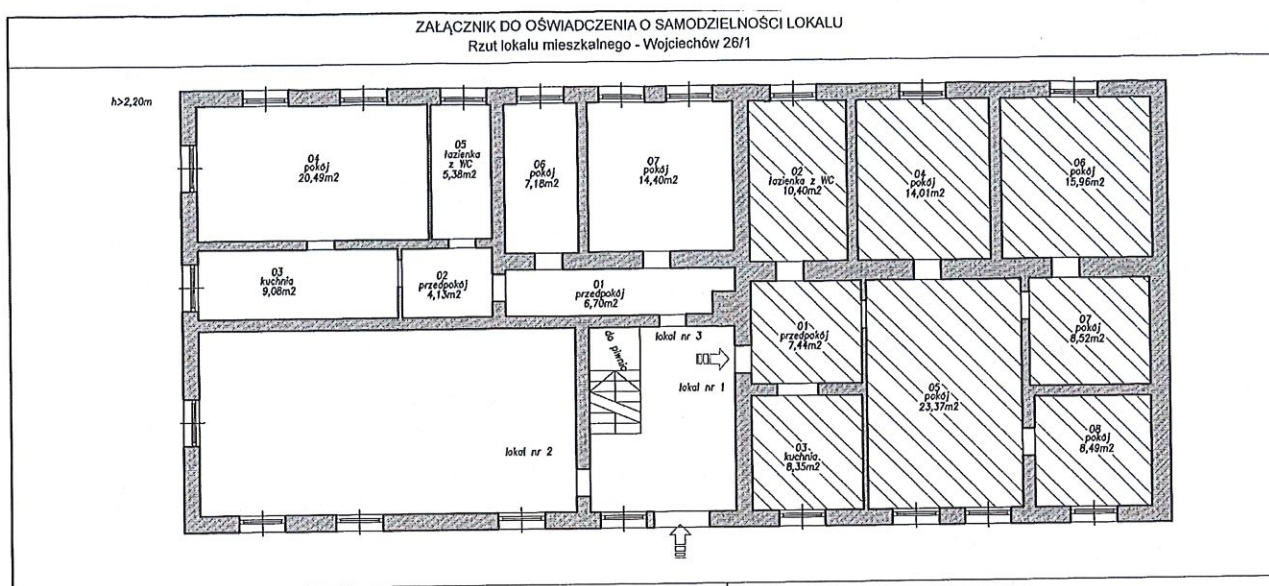 ZAŁĄCZNIK DO OŚWIADCZENIA O SAMODZIELNOŚCI LOKALU
Rzut lokalu mieszkalnego - Wojciechów 26/1
h>2,20m
04
pokój
20,49m2
05
łazienka
z WC
5,38m2
06
pokój
7,18m2
07
pokój
14,40m2
02
łazienka z WC
10,40m2
04
pokój
14,01m2
06
pokój
15,96m2
03
kuchnia
9,08m2
02
przedpokój
4,13m2
01
przedpokój
6,70m2
01
przedpokój
7,44m2
07
pokój
8,52m2
05
pokój
23,37m2
03
kuchnia
8,35m2
08
pokój
8,49m2
do piwnic
lokal nr 3
lokal nr 1
lokal nr 2